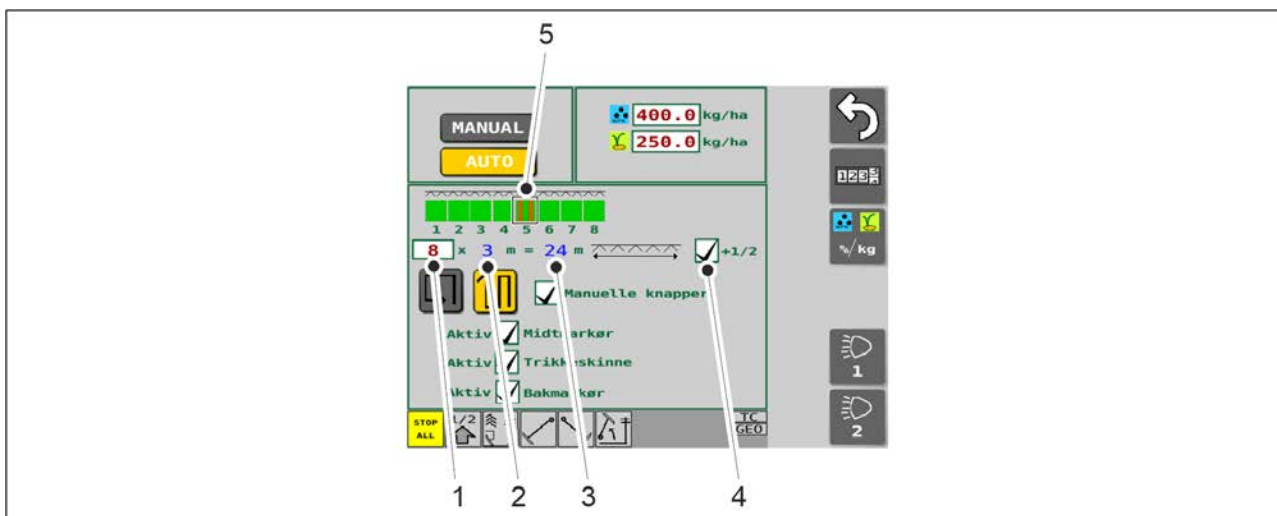 5
MANUAL
AUTO
400.0 kg/ha
250.0 kg/ha
123
%/kg
1 2 3 4 5 6 7 8
8 x 3 m = 24 m +1/2
Manuelle knapper
Aktiv Midtmarkør
Aktiv Trikkeskinne
Aktiv Bakmarkør
STOP
ALL
1/2
TC
GEO
1
2
1 2 3 4